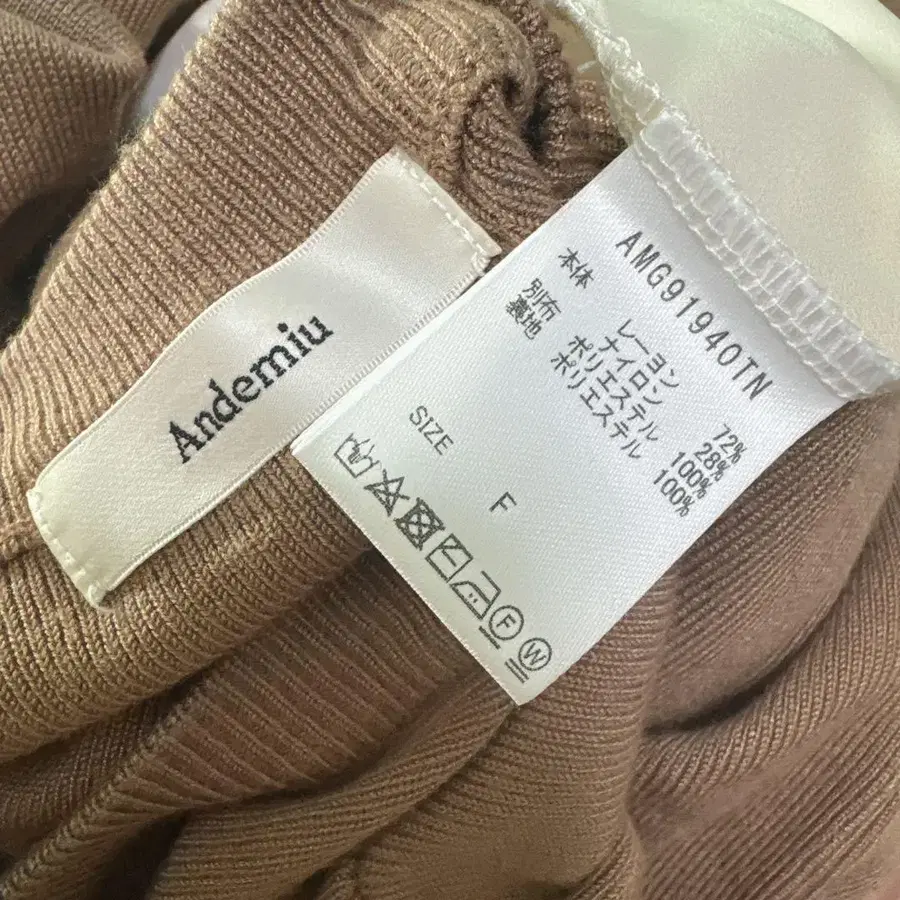 Andemiu
AMG91940TN
本体 レーヨン 72%
ナイロン 28%
別布 ポリエステル 100%
裏地 ポリエステル 100%
SIZE F
F
W